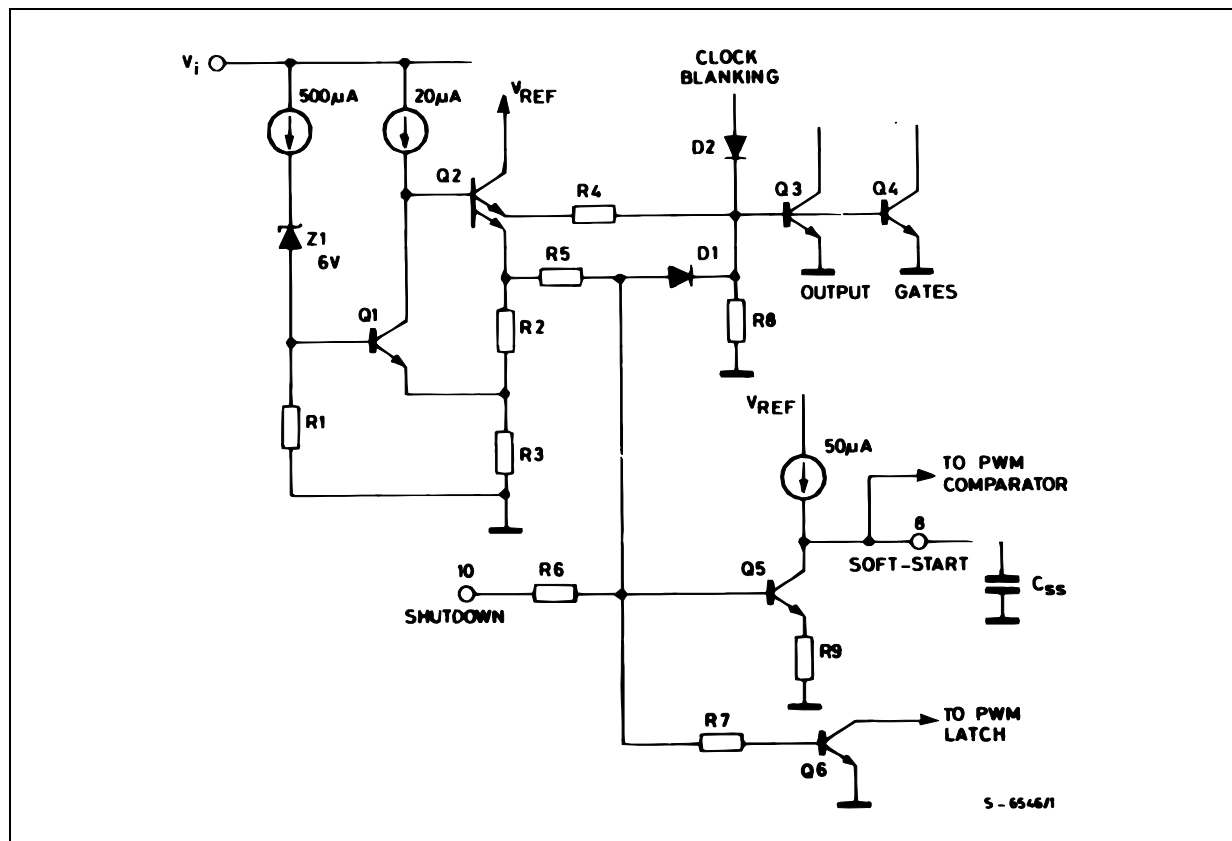 Vi
500µA
20µA
VREF
CLOCK
BLANKING
D2
Q2
R4
Q3
Q4
Z1
6V
R5
D1
OUTPUT GATES
Q1
R2
R8
R1
R3
VREF
50µA
TO PWM
COMPARATOR
8
SOFT-START
10
R6
Q5
CSS
SHUTDOWN
R9
R7
TO PWM
LATCH
Q6
S-6546/1